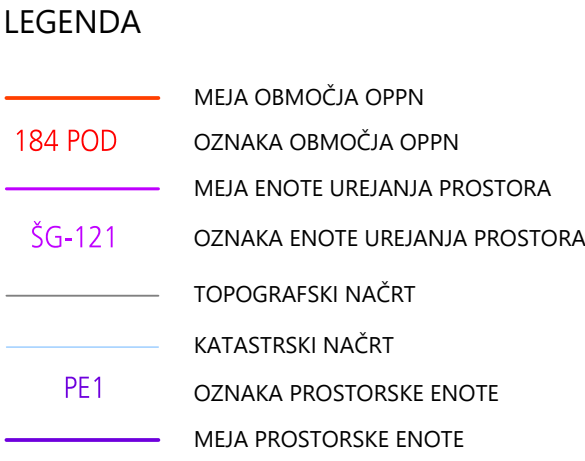 LEGENDA
MEJA OBMOČJA OPPN
184 POD OZNAKA OBMOČJA OPPN
MEJA ENOTE UREJANJA PROSTORA
ŠG-121 OZNAKA ENOTE UREJANJA PROSTORA
TOPOGRAFSKI NAČRT
KATASTRSKI NAČRT
PE1 OZNAKA PROSTORSKE ENOTE
MEJA PROSTORSKE ENOTE